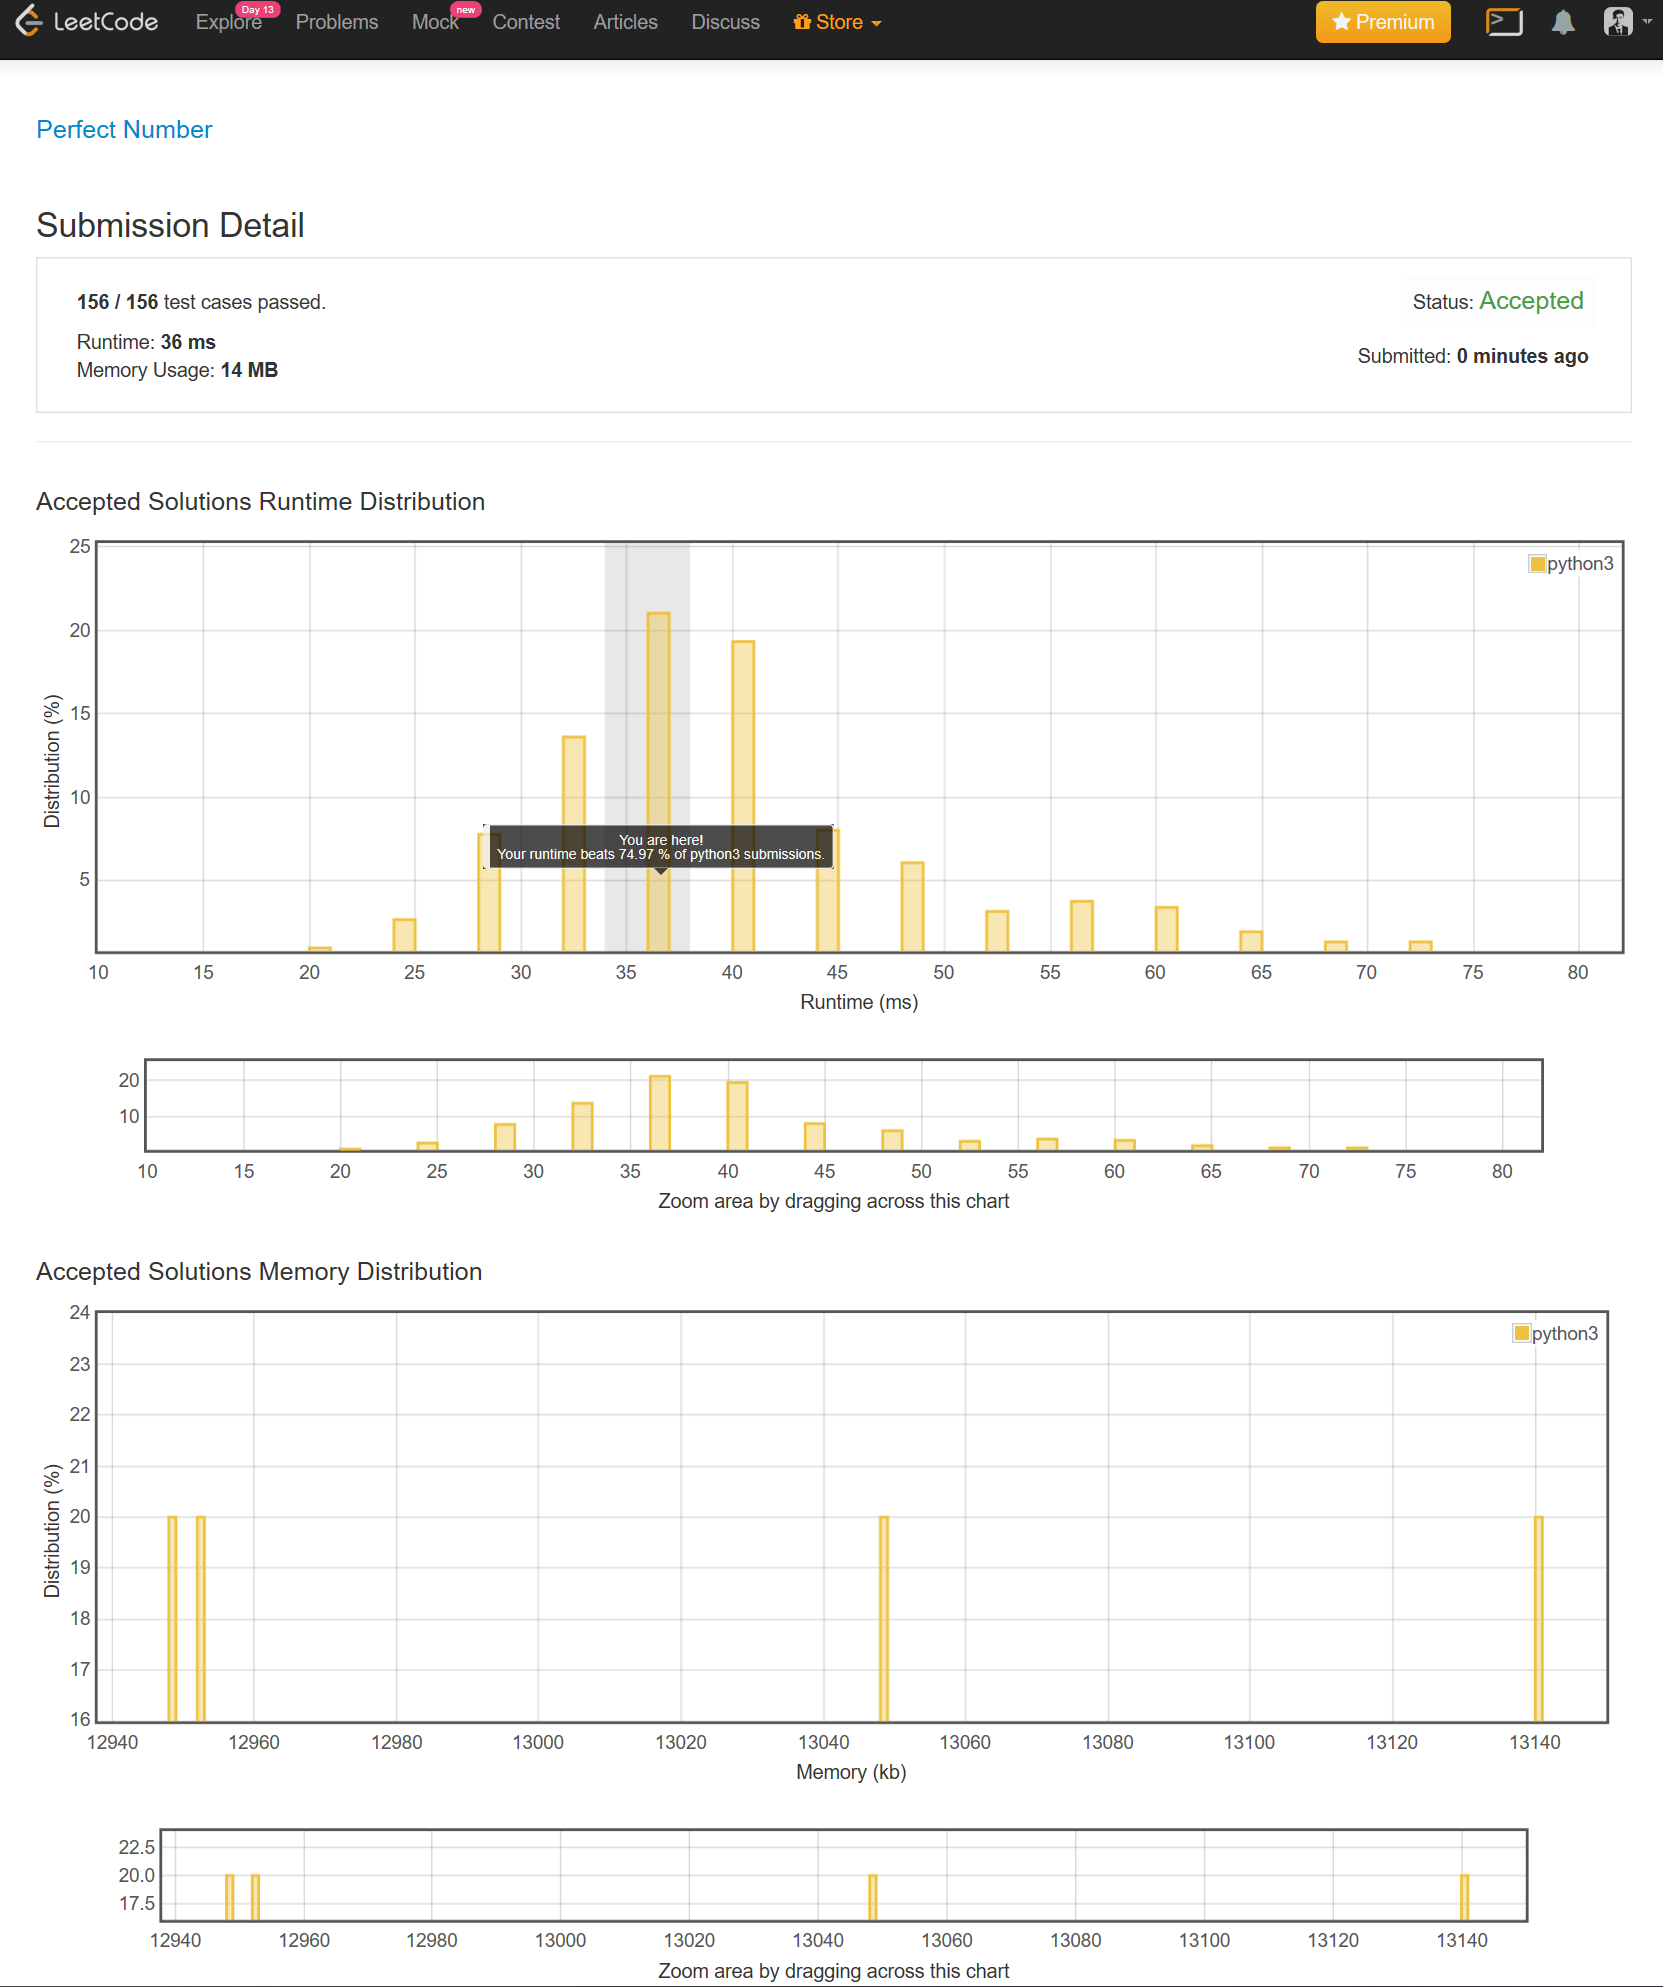 LeetCode Explore Day 13 Problems Mock new Contest Articles Discuss Store Premium
Perfect Number
Submission Detail
156 / 156 test cases passed.
Status: Accepted
Runtime: 36 ms
Submitted: 0 minutes ago
Memory Usage: 14 MB
Accepted Solutions Runtime Distribution
25
python3
20
15
10
5
Distribution (%)
You are here!
Your runtime beats 74.97 % of python3 submissions.
10 15 20 25 30 35 40 45 50 55 60 65 70 75 80
Runtime (ms)
20
10
10 15 20 25 30 35 40 45 50 55 60 65 70 75 80
Zoom area by dragging across this chart
Accepted Solutions Memory Distribution
24
python3
23
22
21
20
19
18
17
16
Distribution (%)
12940 12960 12980 13000 13020 13040 13060 13080 13100 13120 13140
Memory (kb)
22.5
20.0
17.5
12940 12960 12980 13000 13020 13040 13060 13080 13100 13120 13140
Zoom area by dragging across this chart